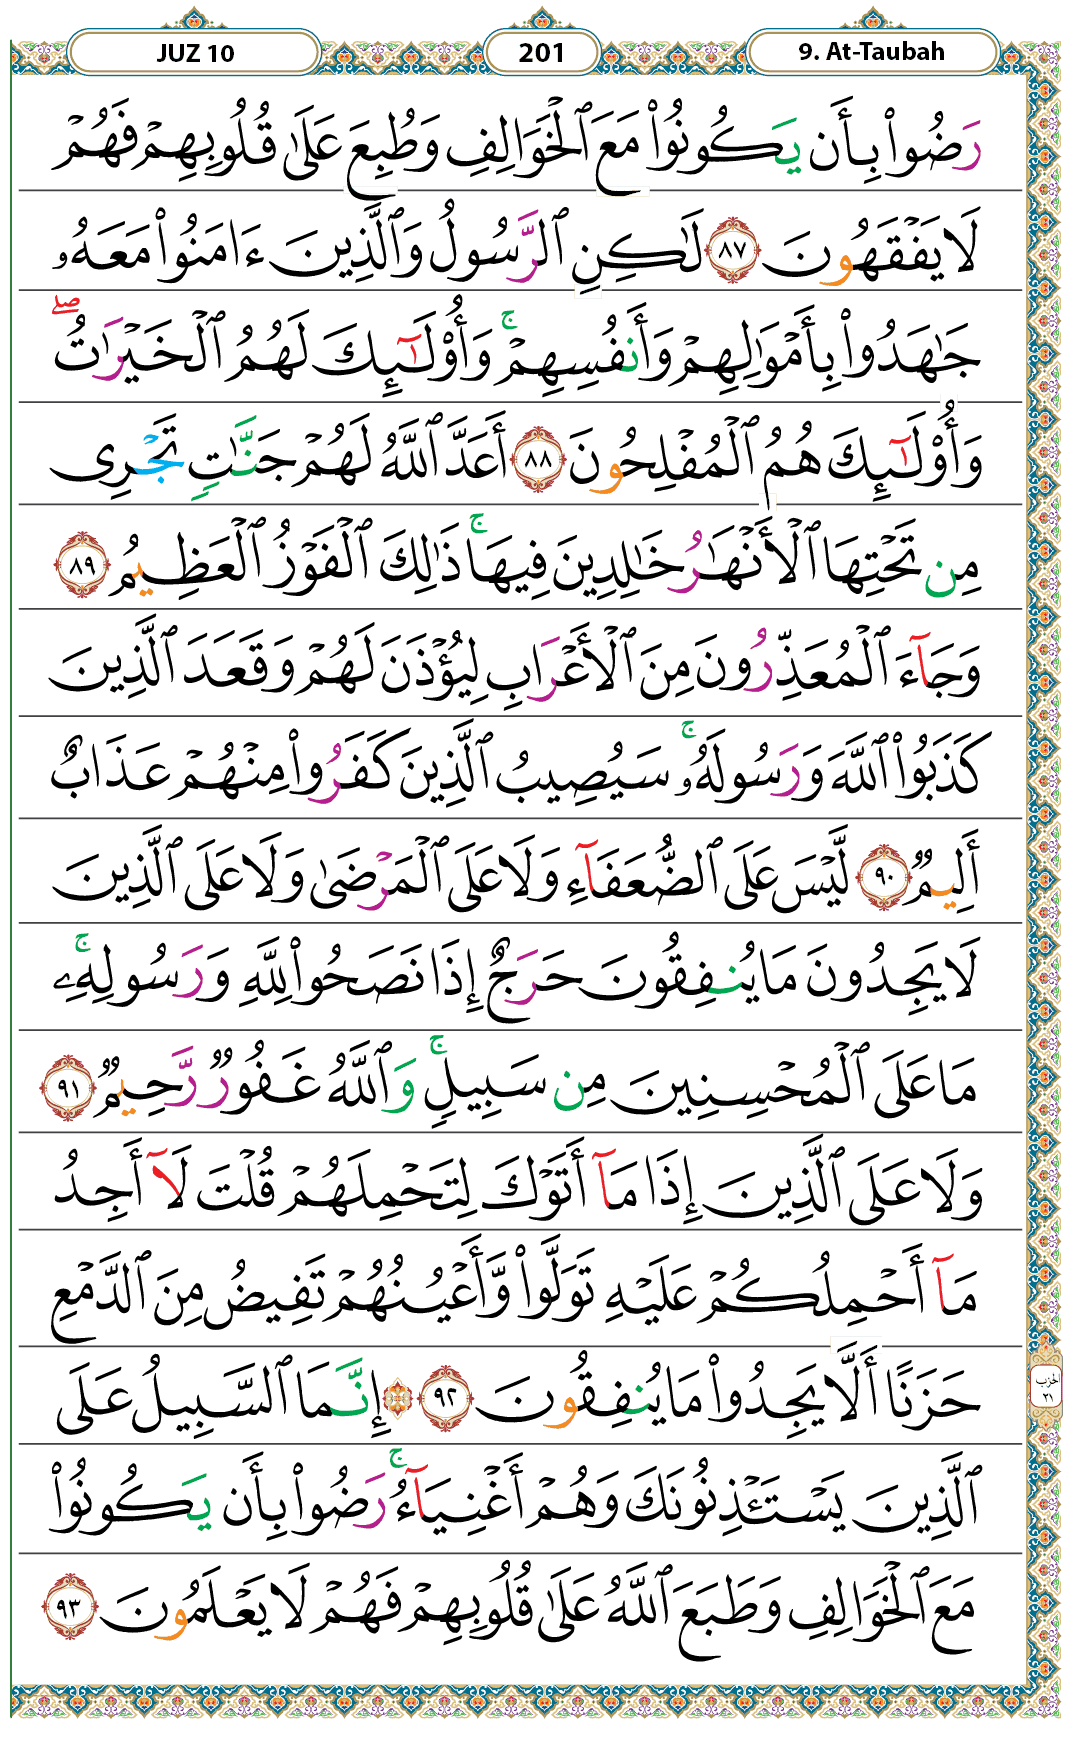 JUZ 10
201
9. At-Taubah
رَضُوا۟ بِأَن يَكُونُوا۟ مَعَ ٱلْخَوَالِفِ وَطُبِعَ عَلَىٰ قُلُوبِهِمْ فَهُمْ
لَا يَفْقَهُونَ ٨٧ لَٰكِنِ ٱلرَّسُولُ وَٱلَّذِينَ ءَامَنُوا۟ مَعَهُۥ
جَٰهَدُوا۟ بِأَمْوَٰلِهِمْ وَأَنفُسِهِمْ ۚ وَأُو۟لَٰٓئِكَ لَهُمُ ٱلْخَيْرَٰتُ ۖ
وَأُو۟لَٰٓئِكَ هُمُ ٱلْمُفْلِحُونَ ٨٨ أَعَدَّ ٱللَّهُ لَهُمْ جَنَّٰتٍ تَجْرِى
مِن تَحْتِهَا ٱلْأَنْهَٰرُ خَٰلِدِينَ فِيهَا ۚ ذَٰلِكَ ٱلْفَوْزُ ٱلْعَظِيمُ ٨٩
وَجَآءَ ٱلْمُعَذِّرُونَ مِنَ ٱلْأَعْرَابِ لِيُؤْذَنَ لَهُمْ وَقَعَدَ ٱلَّذِينَ
كَذَبُوا۟ ٱللَّهَ وَرَسُولَهُۥ ۚ سَيُصِيبُ ٱلَّذِينَ كَفَرُوا۟ مِنْهُمْ عَذَابٌ
أَلِيمٌ ٩٠ لَّيْسَ عَلَى ٱلضُّعَفَآءِ وَلَا عَلَى ٱلْمَرْضَىٰ وَلَا عَلَى ٱلَّذِينَ
لَا يَجِدُونَ مَا يُنفِقُونَ حَرَجٌ إِذَا نَصَحُوا۟ لِلَّهِ وَرَسُولِهِۦ ۚ
مَا عَلَى ٱلْمُحْسِنِينَ مِن سَبِيلٍ ۚ وَٱللَّهُ غَفُورٌ رَّحِيمٌ ٩١
وَلَا عَلَى ٱلَّذِينَ إِذَا مَآ أَتَوْكَ لِتَحْمِلَهُمْ قُلْتَ لَآ أَجِدُ
مَآ أَحْمِلُكُمْ عَلَيْهِ تَوَلَّوا۟ وَّأَعْيُنُهُمْ تَفِيضُ مِنَ ٱلدَّمْعِ
حَزَنًا أَلَّا يَجِدُوا۟ مَا يُنفِقُونَ ٩٢ ۞ إِنَّمَا ٱلسَّبِيلُ عَلَى
الحزب
٢١
ٱلَّذِينَ يَسْتَـْٔذِنُونَكَ وَهُمْ أَغْنِيَآءُ ۚ رَضُوا۟ بِأَن يَكُونُوا۟
مَعَ ٱلْخَوَالِفِ وَطَبَعَ ٱللَّهُ عَلَىٰ قُلُوبِهِمْ فَهُمْ لَا يَعْلَمُونَ ٩٣